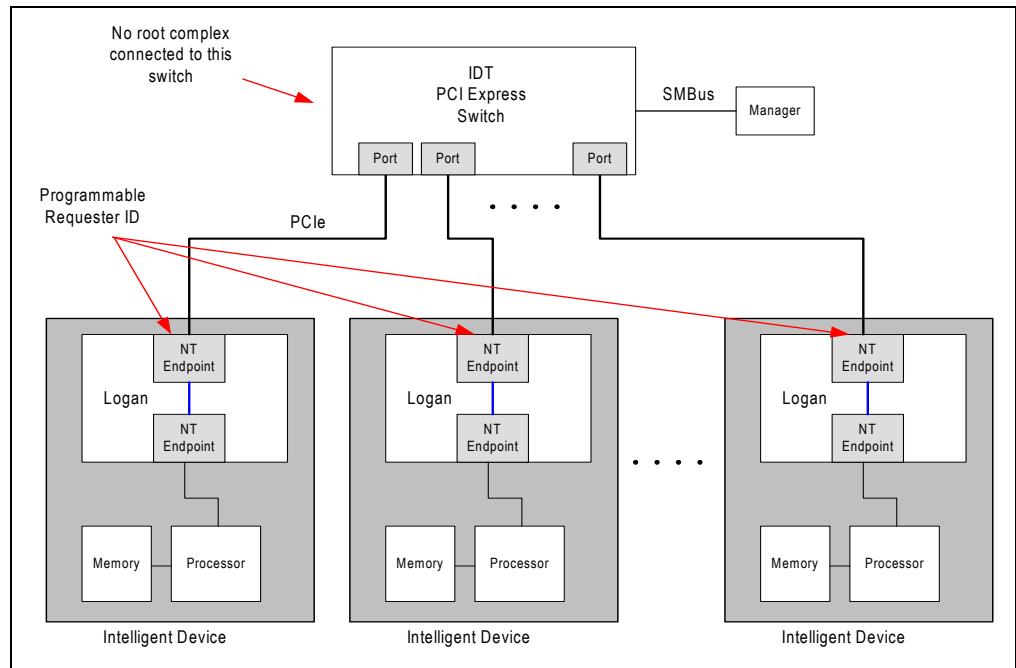 No root complex
connected to this
switch
IDT
PCI Express
Switch
SMBus
Manager
Port
Port
Port
Programmable
Requester ID
PCIe
NT
Endpoint
Logan
NT
Endpoint
Memory
Processor
Intelligent Device
NT
Endpoint
Logan
NT
Endpoint
Memory
Processor
Intelligent Device
NT
Endpoint
Logan
NT
Endpoint
Memory
Processor
Intelligent Device